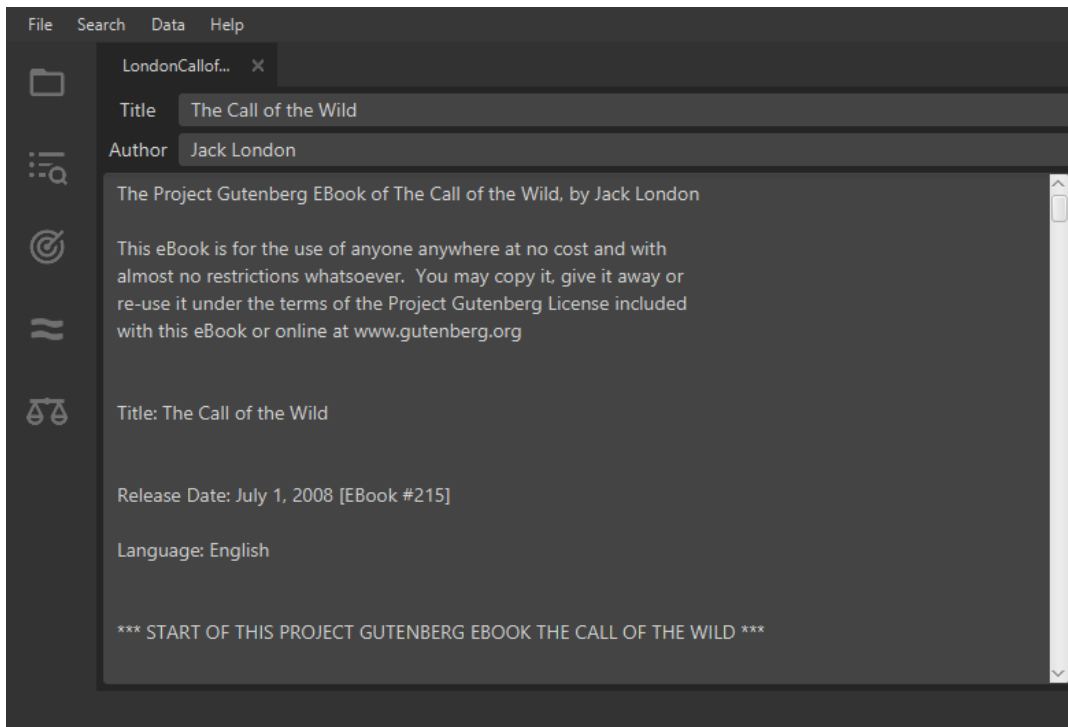 File Search Data Help
LondonCallof...
Title The Call of the Wild
Author Jack London
The Project Gutenberg EBook of The Call of the Wild, by Jack London
This eBook is for the use of anyone anywhere at no cost and with
almost no restrictions whatsoever.  You may copy it, give it away or
re-use it under the terms of the Project Gutenberg License included
with this eBook or online at www.gutenberg.org
Title: The Call of the Wild
Release Date: July 1, 2008 [EBook #215]
Language: English
*** START OF THIS PROJECT GUTENBERG EBOOK THE CALL OF THE WILD ***